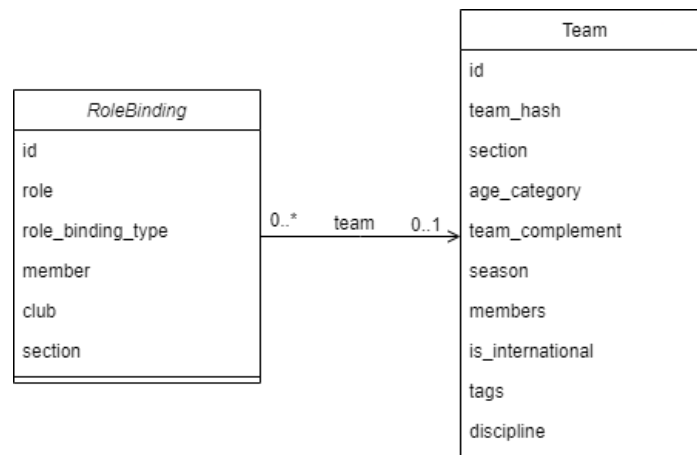 RoleBinding
id
role
role_binding_type
member
club
section
0..* team 0..1
Team
id
team_hash
section
age_category
team_complement
season
members
is_international
tags
discipline